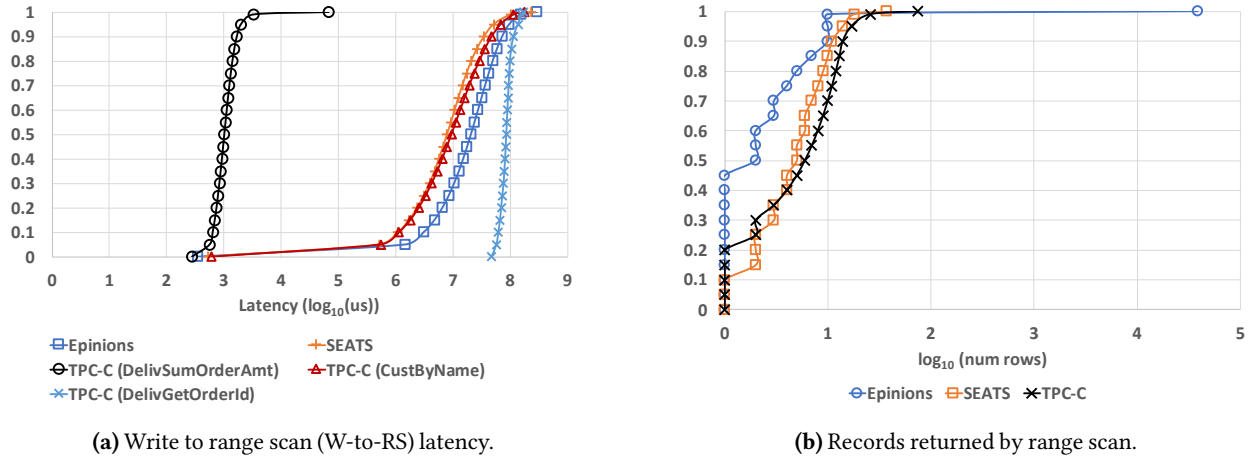 1
0.9
0.8
0.7
0.6
0.5
0.4
0.3
0.2
0.1
0
0 1 2 3 4 5 6 7 8 9
Latency (log10(us))
Epinions SEATS
TPC-C (DelivSumOrderAmt) TPC-C (CustByName)
TPC-C (DelivGetOrderId)
(a) Write to range scan (W-to-RS) latency.
1
0.9
0.8
0.7
0.6
0.5
0.4
0.3
0.2
0.1
0
0 1 2 3 4 5
log10 (num rows)
Epinions SEATS TPC-C
(b) Records returned by range scan.